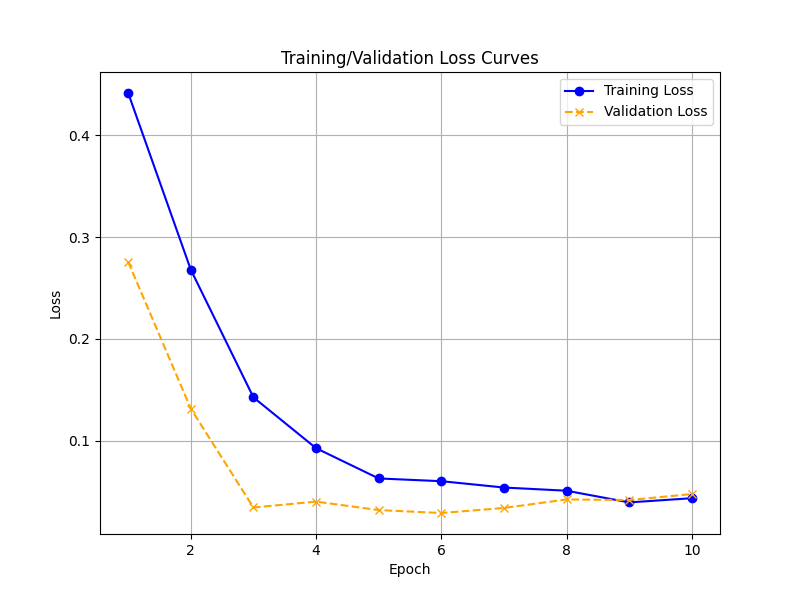 Training/Validation Loss Curves
Training Loss
Validation Loss
0.4
0.3
0.2
0.1
Loss
2 4 6 8 10
Epoch